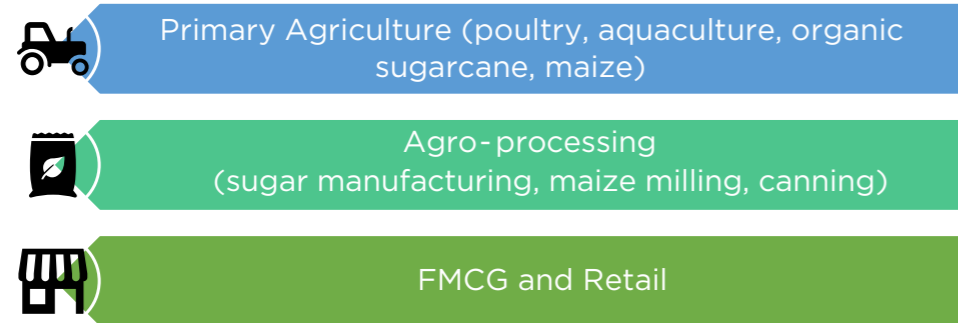 Primary Agriculture (poultry, aquaculture, organic
sugarcane, maize)
Agro-processing
(sugar manufacturing, maize milling, canning)
FMCG and Retail